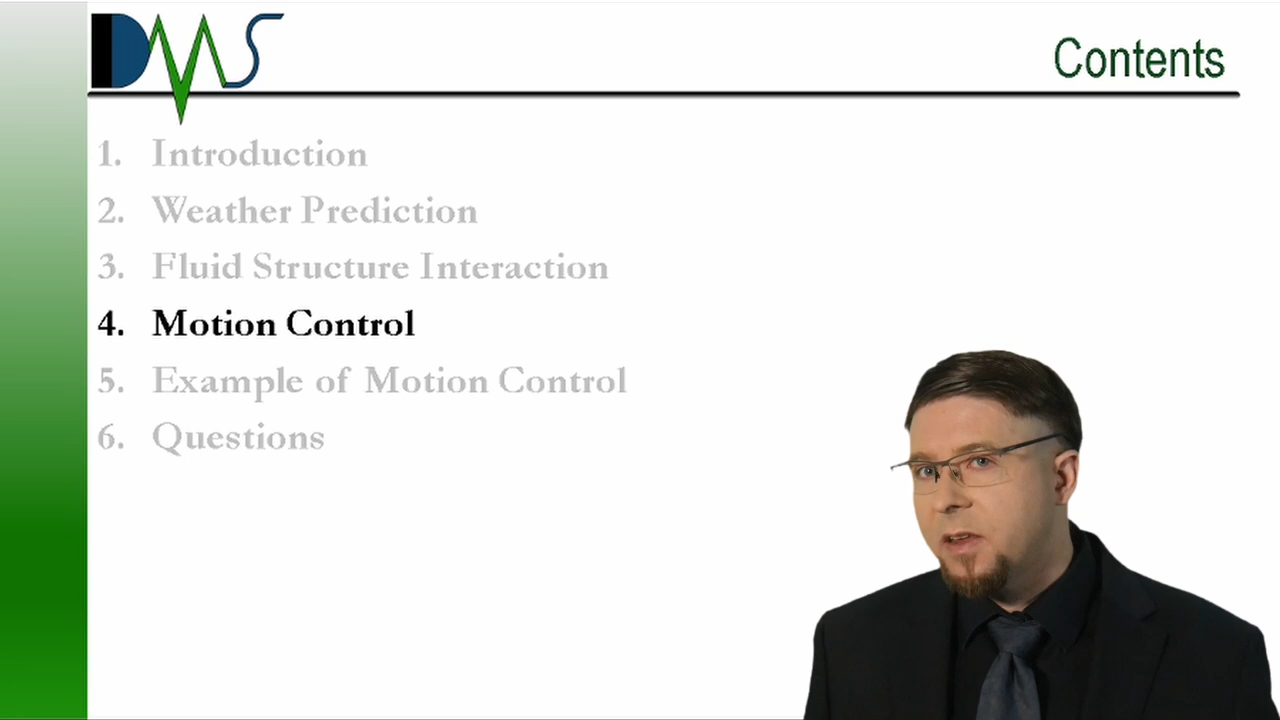 DMS
Contents
1. Introduction
2. Weather Prediction
3. Fluid Structure Interaction
4. Motion Control
5. Example of Motion Control
6. Questions